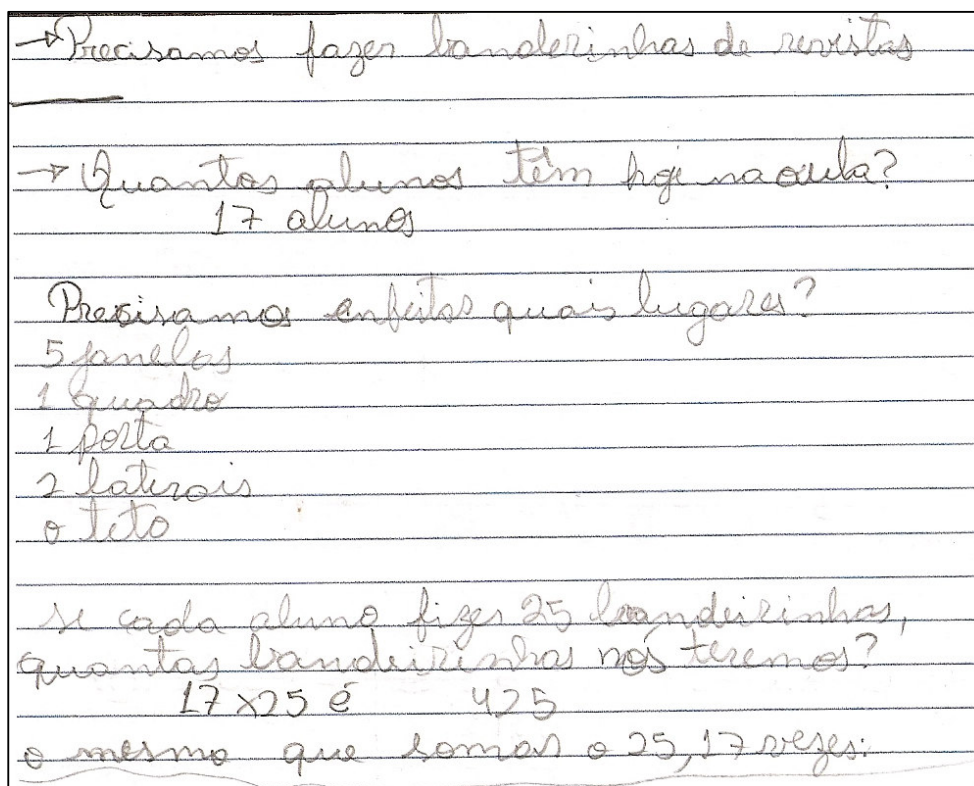 → Precisamos fazer banderinhas de revistas
→ Quantos alunos têm hoje na aula?
17 alunos
Precisamos enfeitar quais lugares?
5 janelas
1 quadro
1 porta
2 laterais
o teto
se cada aluno fizer 25 bandeirinhas,
quantas bandeirinhas nós teremos?
17 x 25 é 425
o mesmo que somar o 25, 17 vezes.